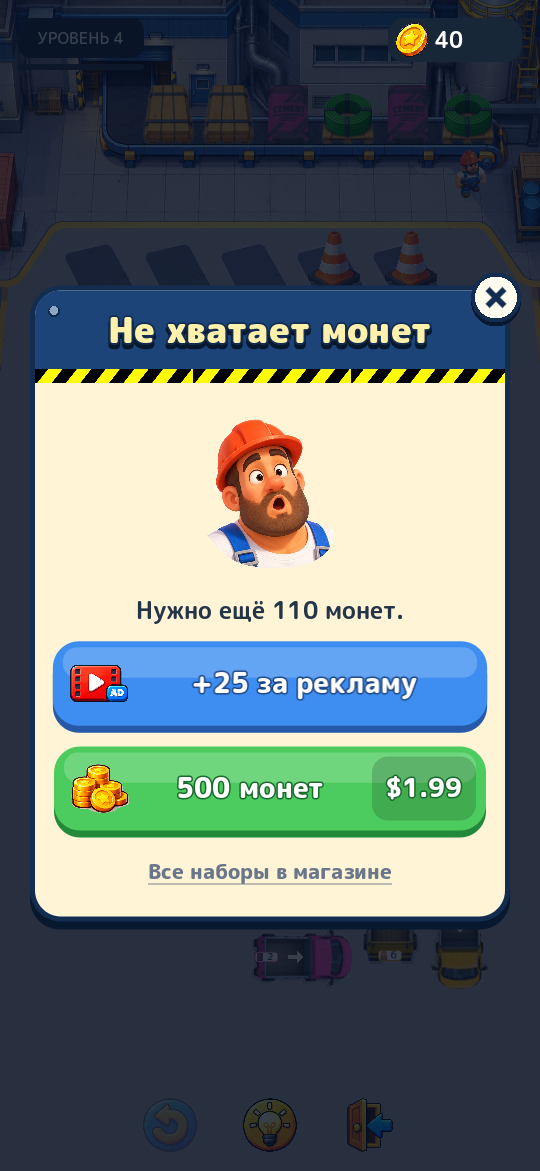 УРОВЕНЬ 4
40
Не хватает монет
Нужно ещё 110 монет.
AD
+25 за рекламу
500 монет
$1.99
Все наборы в магазине